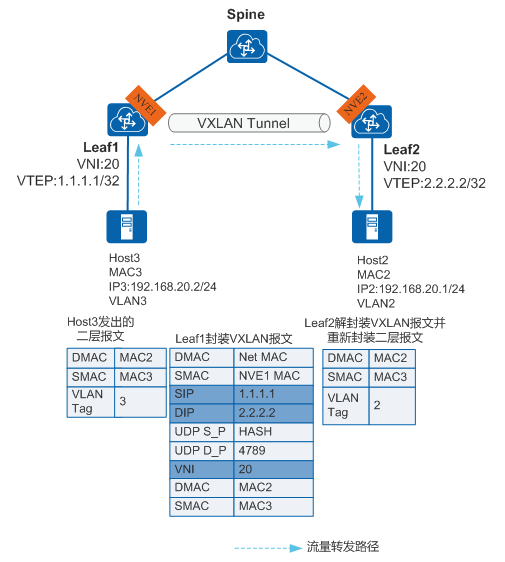 Spine
NVE1
NVE2
VXLAN Tunnel
Leaf1
VNI:20
VTEP:1.1.1.1/32
Leaf2
VNI:20
VTEP:2.2.2.2/32
Host3
MAC3
IP3:192.168.20.2/24
VLAN3
Host2
MAC2
IP2:192.168.20.1/24
VLAN2
Host3发出的
二层报文
DMAC MAC2
SMAC MAC3
VLAN
Tag 3
Leaf1封装VXLAN报文
DMAC Net MAC
SMAC NVE1 MAC
SIP 1.1.1.1
DIP 2.2.2.2
UDP S_P HASH
UDP D_P 4789
VNI 20
DMAC MAC2
SMAC MAC3
Leaf2解封装VXLAN报文并
重新封装二层报文
DMAC MAC2
SMAC MAC3
VLAN
Tag 2
流量转发路径